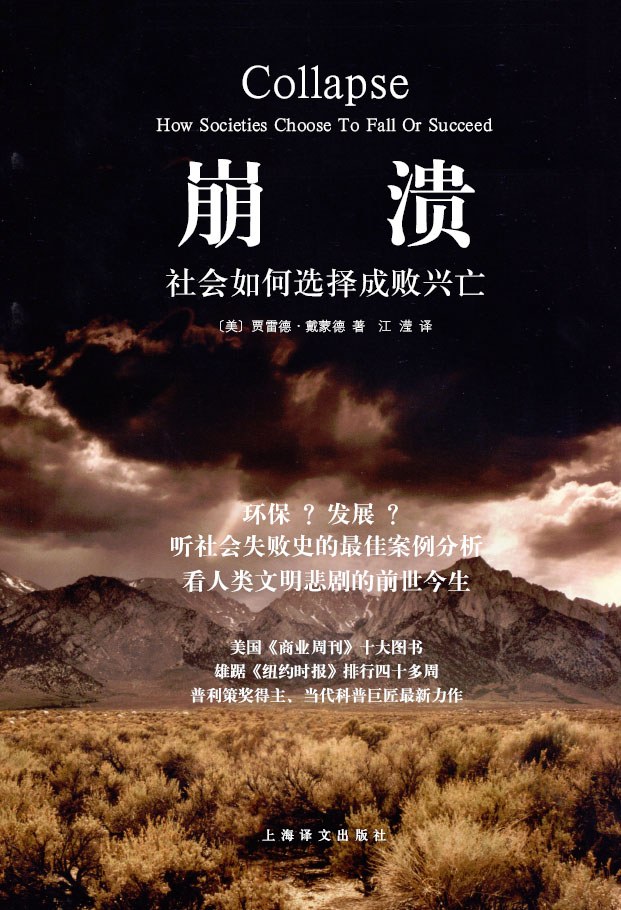 Collapse
How Societies Choose To Fall Or Succeed
崩 溃
社会如何选择成败兴亡
〔美〕贾雷德·戴蒙德 著 江 滢 译
环保 ? 发展 ?
听社会失败史的最佳案例分析
看人类文明悲剧的前世今生
美国《商业周刊》十大图书
雄踞《纽约时报》排行四十多周
普利策奖得主、当代科普巨匠最新力作
上海译文出版社